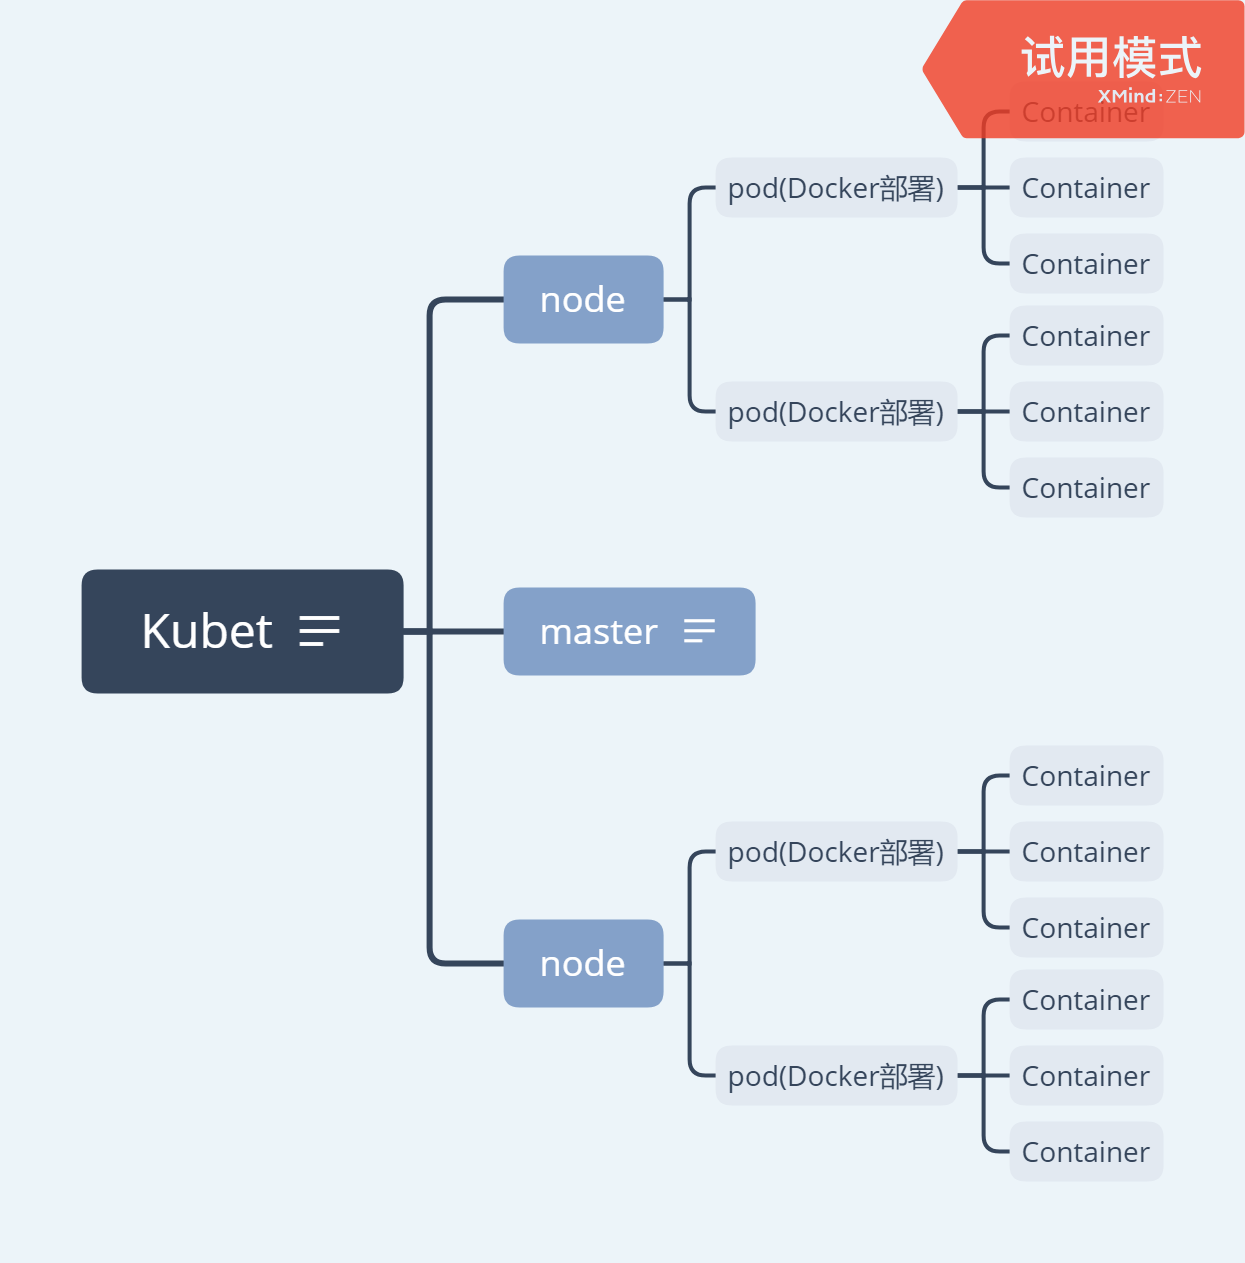 试用模式
XMind:ZEN
Container
pod(Docker部署)
Container
Container
node
Container
pod(Docker部署)
Container
Container
Kubet
master
Container
pod(Docker部署)
Container
Container
node
Container
pod(Docker部署)
Container
Container